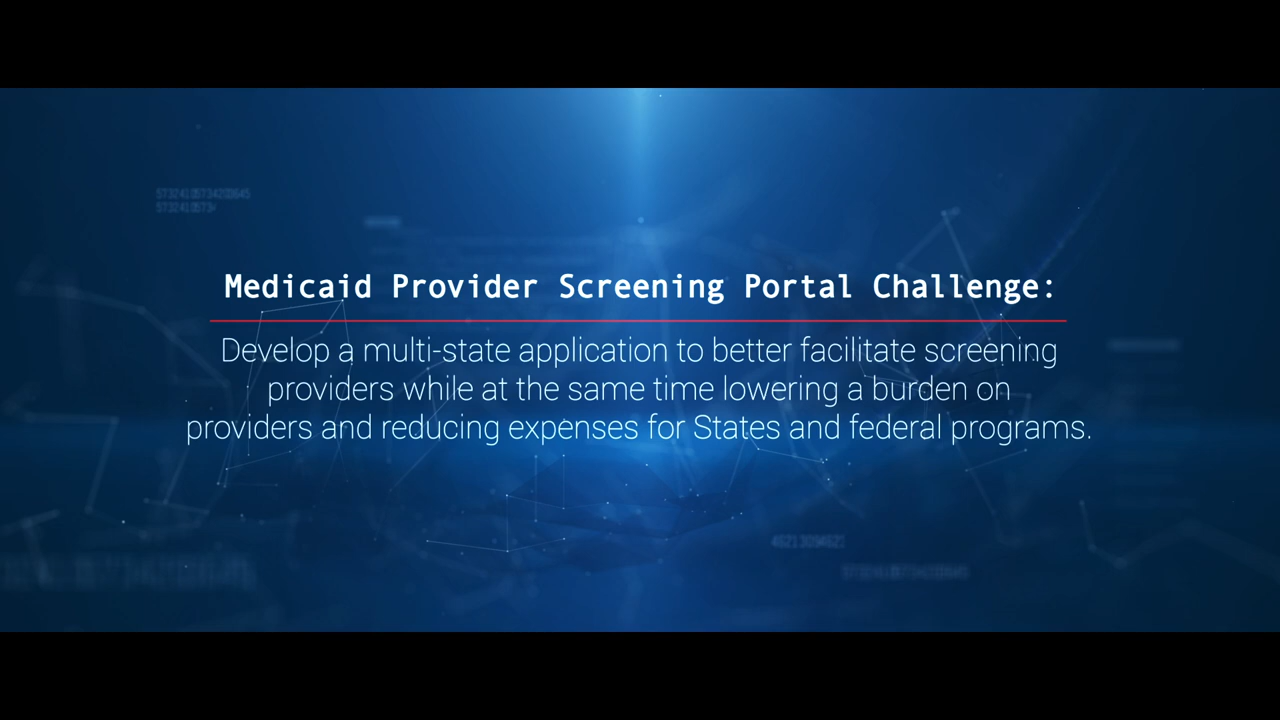 Medicaid Provider Screening Portal Challenge:
Develop a multi-state application to better facilitate screening
providers while at the same time lowering a burden on
providers and reducing expenses for States and federal programs.